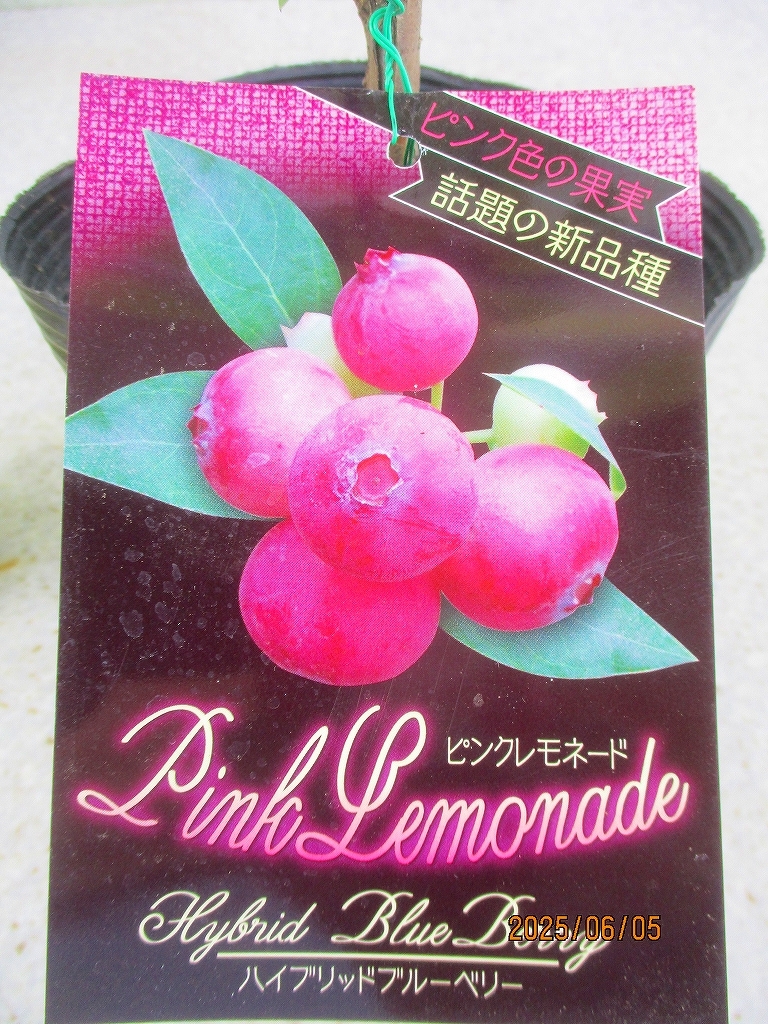 ピンク色の果実
話題の新品種
ピンクレモネード
Pink Lemonade
Hybrid BlueBerry
2025/06/05
ハイブリッドブルーベリー